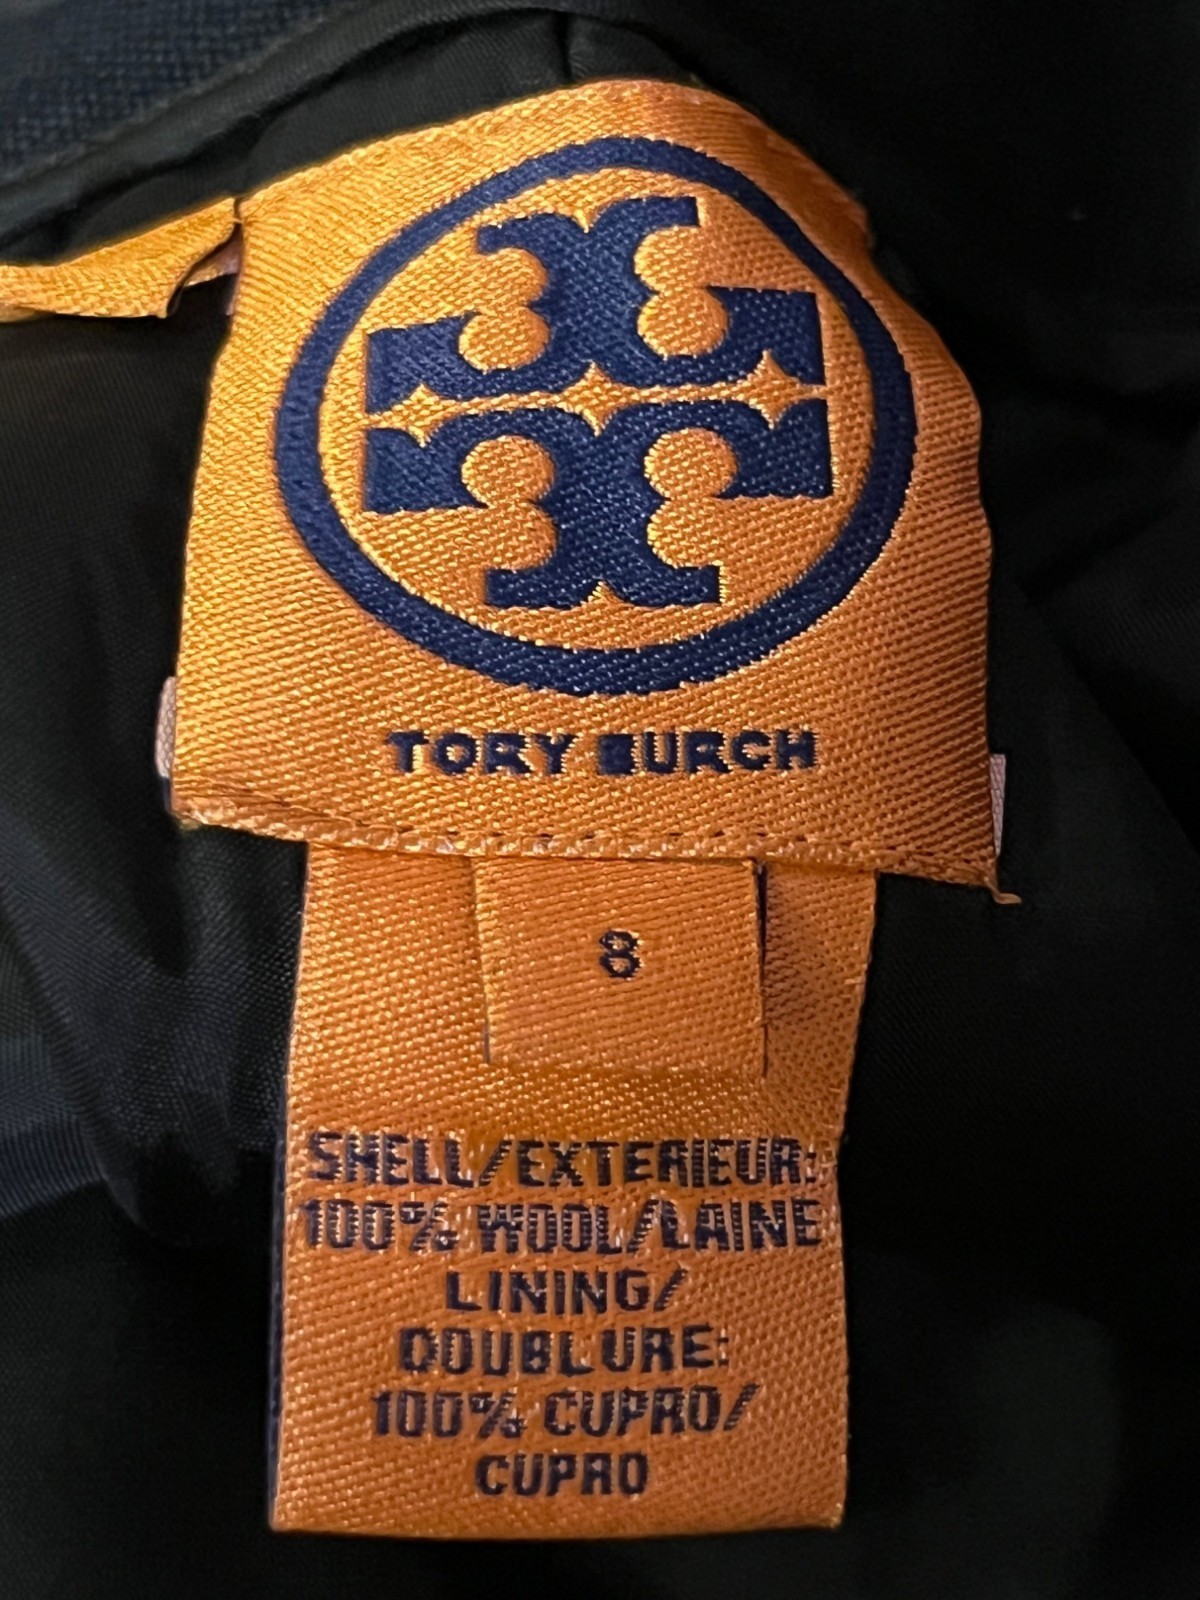 TORY BURCH
8
SHELL/EXTERIEUR:
100% WOOL/LAINE
LINING/
DOUBLURE:
100% CUPRO/
CUPRO